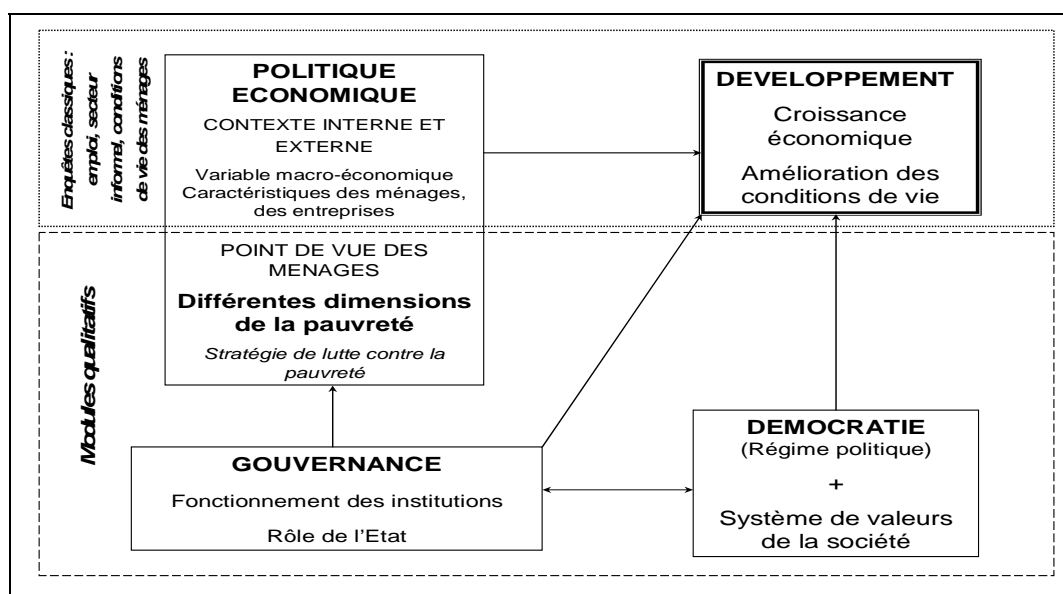 Enquêtes classiques :
emploi, secteur
informel, conditions
de vie des ménages
POLITIQUE
ECONOMIQUE
CONTEXTE INTERNE ET
EXTERNE
Variable macro-économique
Caractéristiques des ménages,
des entreprises
DEVELOPPEMENT
Croissance
économique
Amélioration des
conditions de vie
Modules qualitatifs
POINT DE VUE DES
MENAGES
Différentes dimensions
de la pauvreté
Stratégie de lutte contre la
pauvreté
GOUVERNANCE
Fonctionnement des institutions
Rôle de l'Etat
DEMOCRATIE
(Régime politique)
+
Système de valeurs
de la société